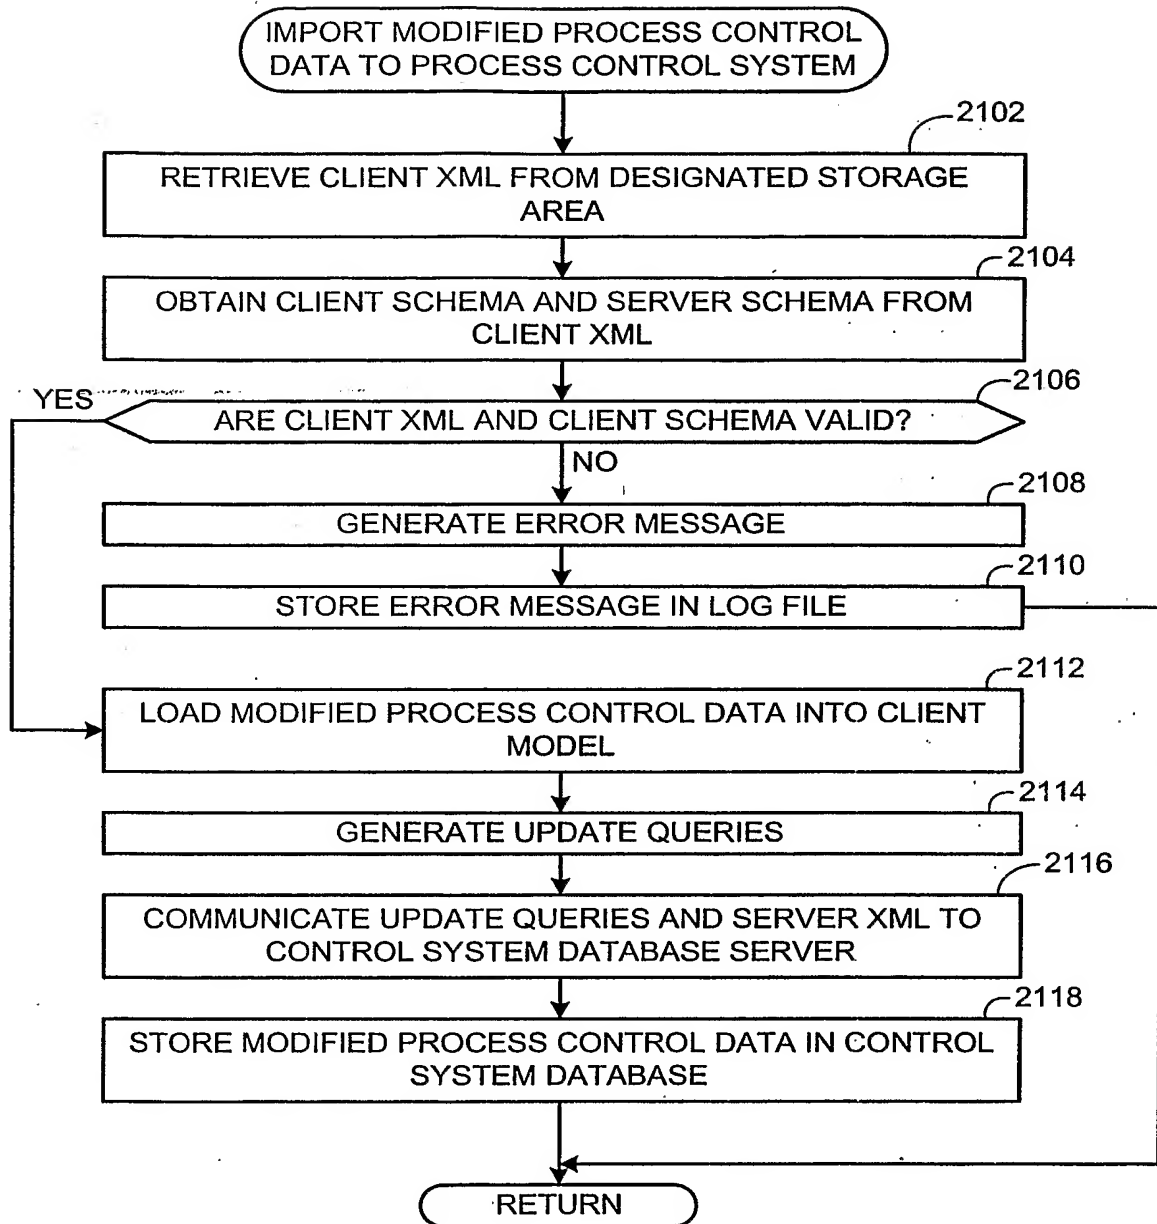 IMPORT MODIFIED PROCESS CONTROL
DATA TO PROCESS CONTROL SYSTEM
2102
RETRIEVE CLIENT XML FROM DESIGNATED STORAGE
AREA
2104
OBTAIN CLIENT SCHEMA AND SERVER SCHEMA FROM
CLIENT XML
2106
YES
ARE CLIENT XML AND CLIENT SCHEMA VALID?
NO
2108
GENERATE ERROR MESSAGE
2110
STORE ERROR MESSAGE IN LOG FILE
2112
LOAD MODIFIED PROCESS CONTROL DATA INTO CLIENT
MODEL
2114
GENERATE UPDATE QUERIES
2116
COMMUNICATE UPDATE QUERIES AND SERVER XML TO
CONTROL SYSTEM DATABASE SERVER
2118
STORE MODIFIED PROCESS CONTROL DATA IN CONTROL
SYSTEM DATABASE
RETURN